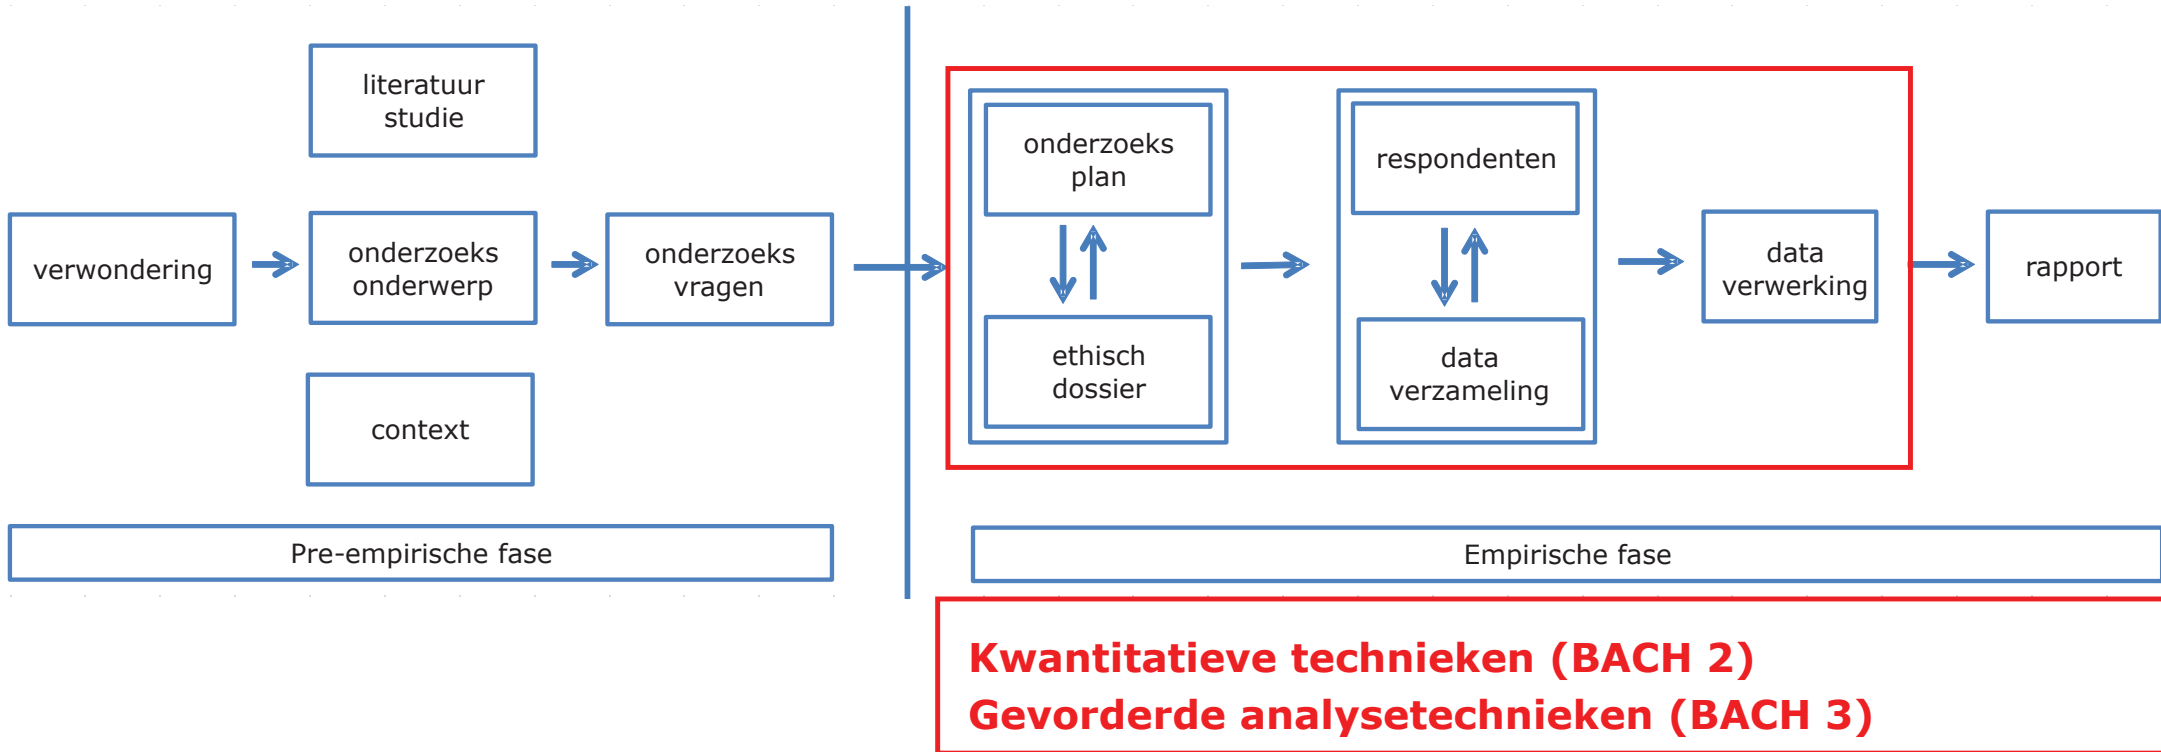 literatuur
studie
verwondering
onderzoeks
onderwerp
onderzoeks
vragen
context
Pre-empirische fase
onderzoeks
plan
ethisch
dossier
respondenten
data
verzameling
data
verwerking
rapport
Empirische fase
Kwantitatieve technieken (BACH 2)
Gevorderde analysetechnieken (BACH 3)